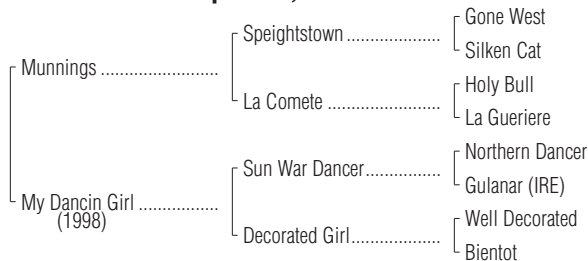 Gone West
Speightstown ..................
Silken Cat
Munnings .......................
Holy Bull
La Comete ......................
La Gueriere
Northern Dancer
Sun War Dancer...............
Gulanar (IRE)
My Dancin Girl ................
(1998)
Well Decorated
Decorated Girl.................
Bientot